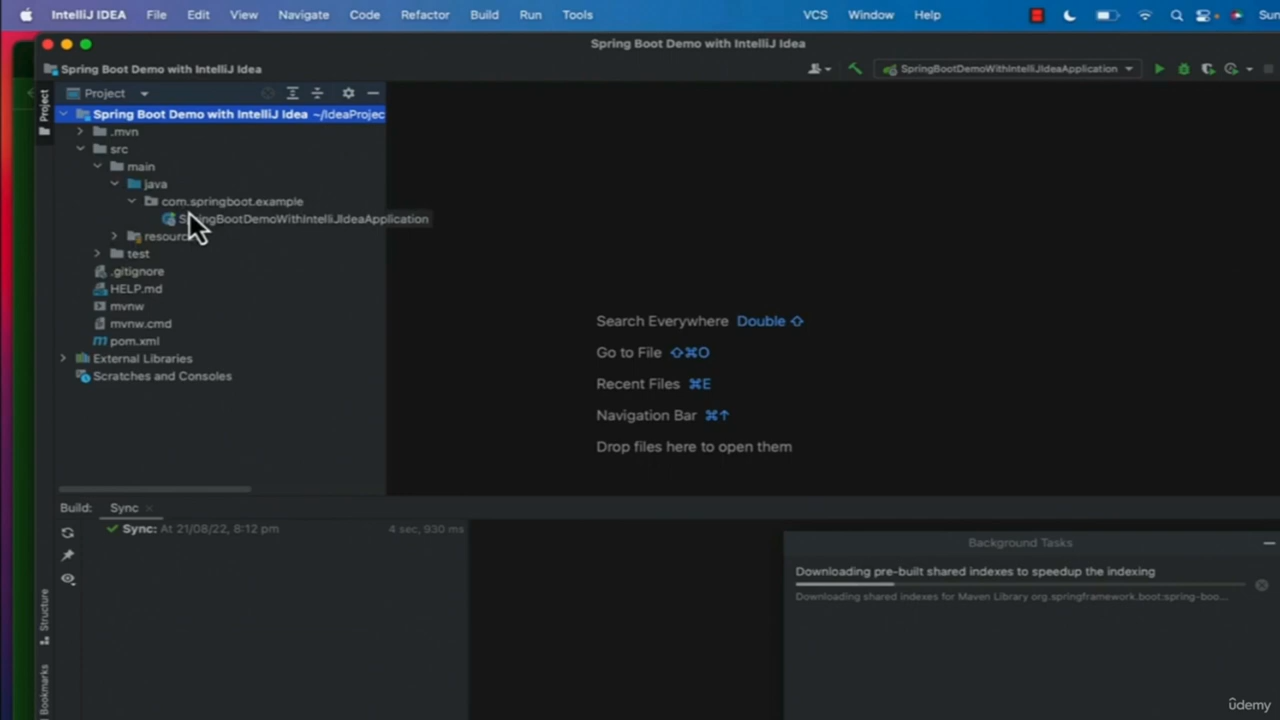 IntelliJ IDEA File Edit View Navigate Code Refactor Build Run Tools VCS Window Help Sun
Spring Boot Demo with IntelliJ Idea
Spring Boot Demo with IntelliJ Idea
SpringBootDemoWithIntelliJIdeaApplication
Project
Project
Spring Boot Demo with IntelliJ Idea ~/IdeaProjec
.mvn
src
main
java
com.springboot.example
SpringBootDemoWithIntelliJIdeaApplication
test
.gitignore
HELP.md
mvnw
mvnw.cmd
pom.xml
External Libraries
Scratches and Consoles
Search Everywhere Double ⇧
Go to File ⇧⌘O
Recent Files ⌘E
Navigation Bar ⌘↑
Drop files here to open them
Build: Sync
Sync: At 21/08/22, 8:12 pm 4 sec, 930 ms
Structure
Bookmarks
Background Tasks
Downloading pre-built shared indexes to speedup the indexing
Downloading shared indexes for Maven Library org.springframework.boot:spring-boo...
ûdemy